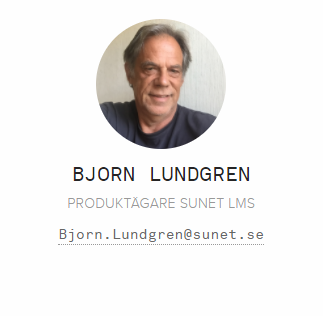 BJORN LUNDGREN
PRODUKTÄGARE SUNET LMS
Bjorn.Lundgren@sunet.se